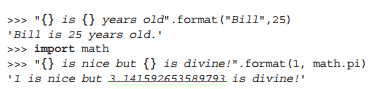 >>> "{} is {} years old".format("Bill",25)
'Bill is 25 years old.'
>>> import math
>>> "{} is nice but {} is divine!".format(1, math.pi)
'1 is nice but 3.141592653589793 is divine!'